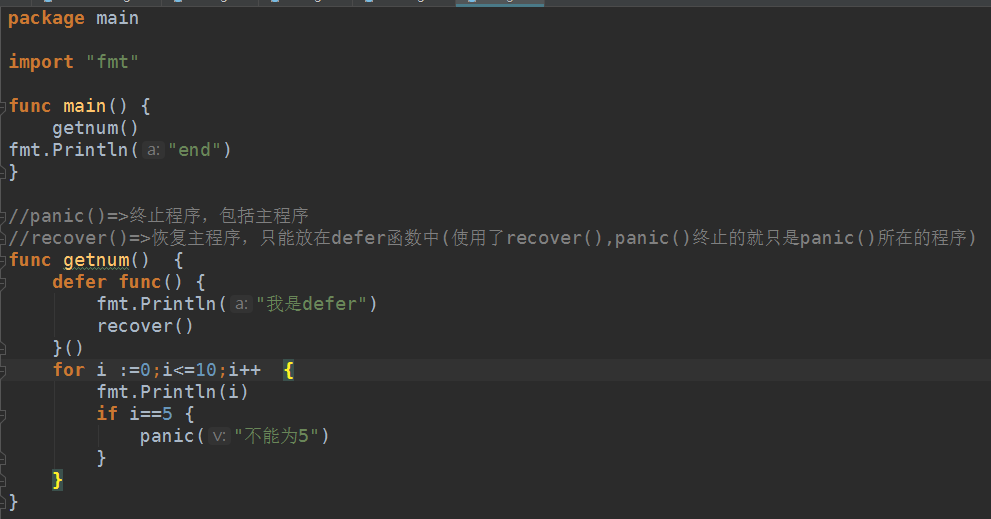 package main
import "fmt"
func main() {
    getnum()
fmt.Println( a: "end")
}
//panic()=>终止程序，包括主程序
//recover()=>恢复主程序，只能放在defer函数中(使用了recover(),panic()终止的就只是panic()所在的程序)
func getnum()  {
    defer func() {
        fmt.Println( a: "我是defer")
        recover()
    }()
    for i :=0;i<=10;i++  {
        fmt.Println(i)
        if i==5 {
            panic( v: "不能为5")
        }
    }
}